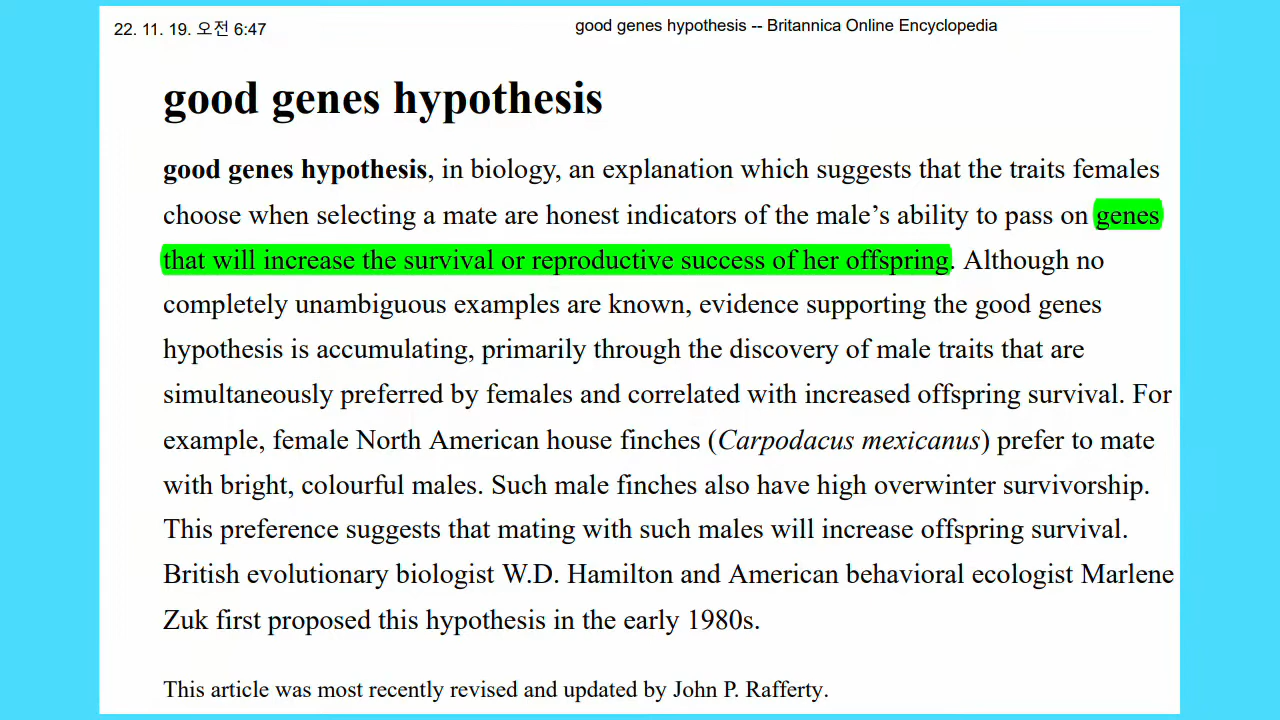 22. 11. 19. 오전 6:47
good genes hypothesis -- Britannica Online Encyclopedia
good genes hypothesis
good genes hypothesis, in biology, an explanation which suggests that the traits females
choose when selecting a mate are honest indicators of the male’s ability to pass on genes
that will increase the survival or reproductive success of her offspring. Although no
completely unambiguous examples are known, evidence supporting the good genes
hypothesis is accumulating, primarily through the discovery of male traits that are
simultaneously preferred by females and correlated with increased offspring survival. For
example, female North American house finches (Carpodacus mexicanus) prefer to mate
with bright, colourful males. Such male finches also have high overwinter survivorship.
This preference suggests that mating with such males will increase offspring survival.
British evolutionary biologist W.D. Hamilton and American behavioral ecologist Marlene
Zuk first proposed this hypothesis in the early 1980s.
This article was most recently revised and updated by John P. Rafferty.